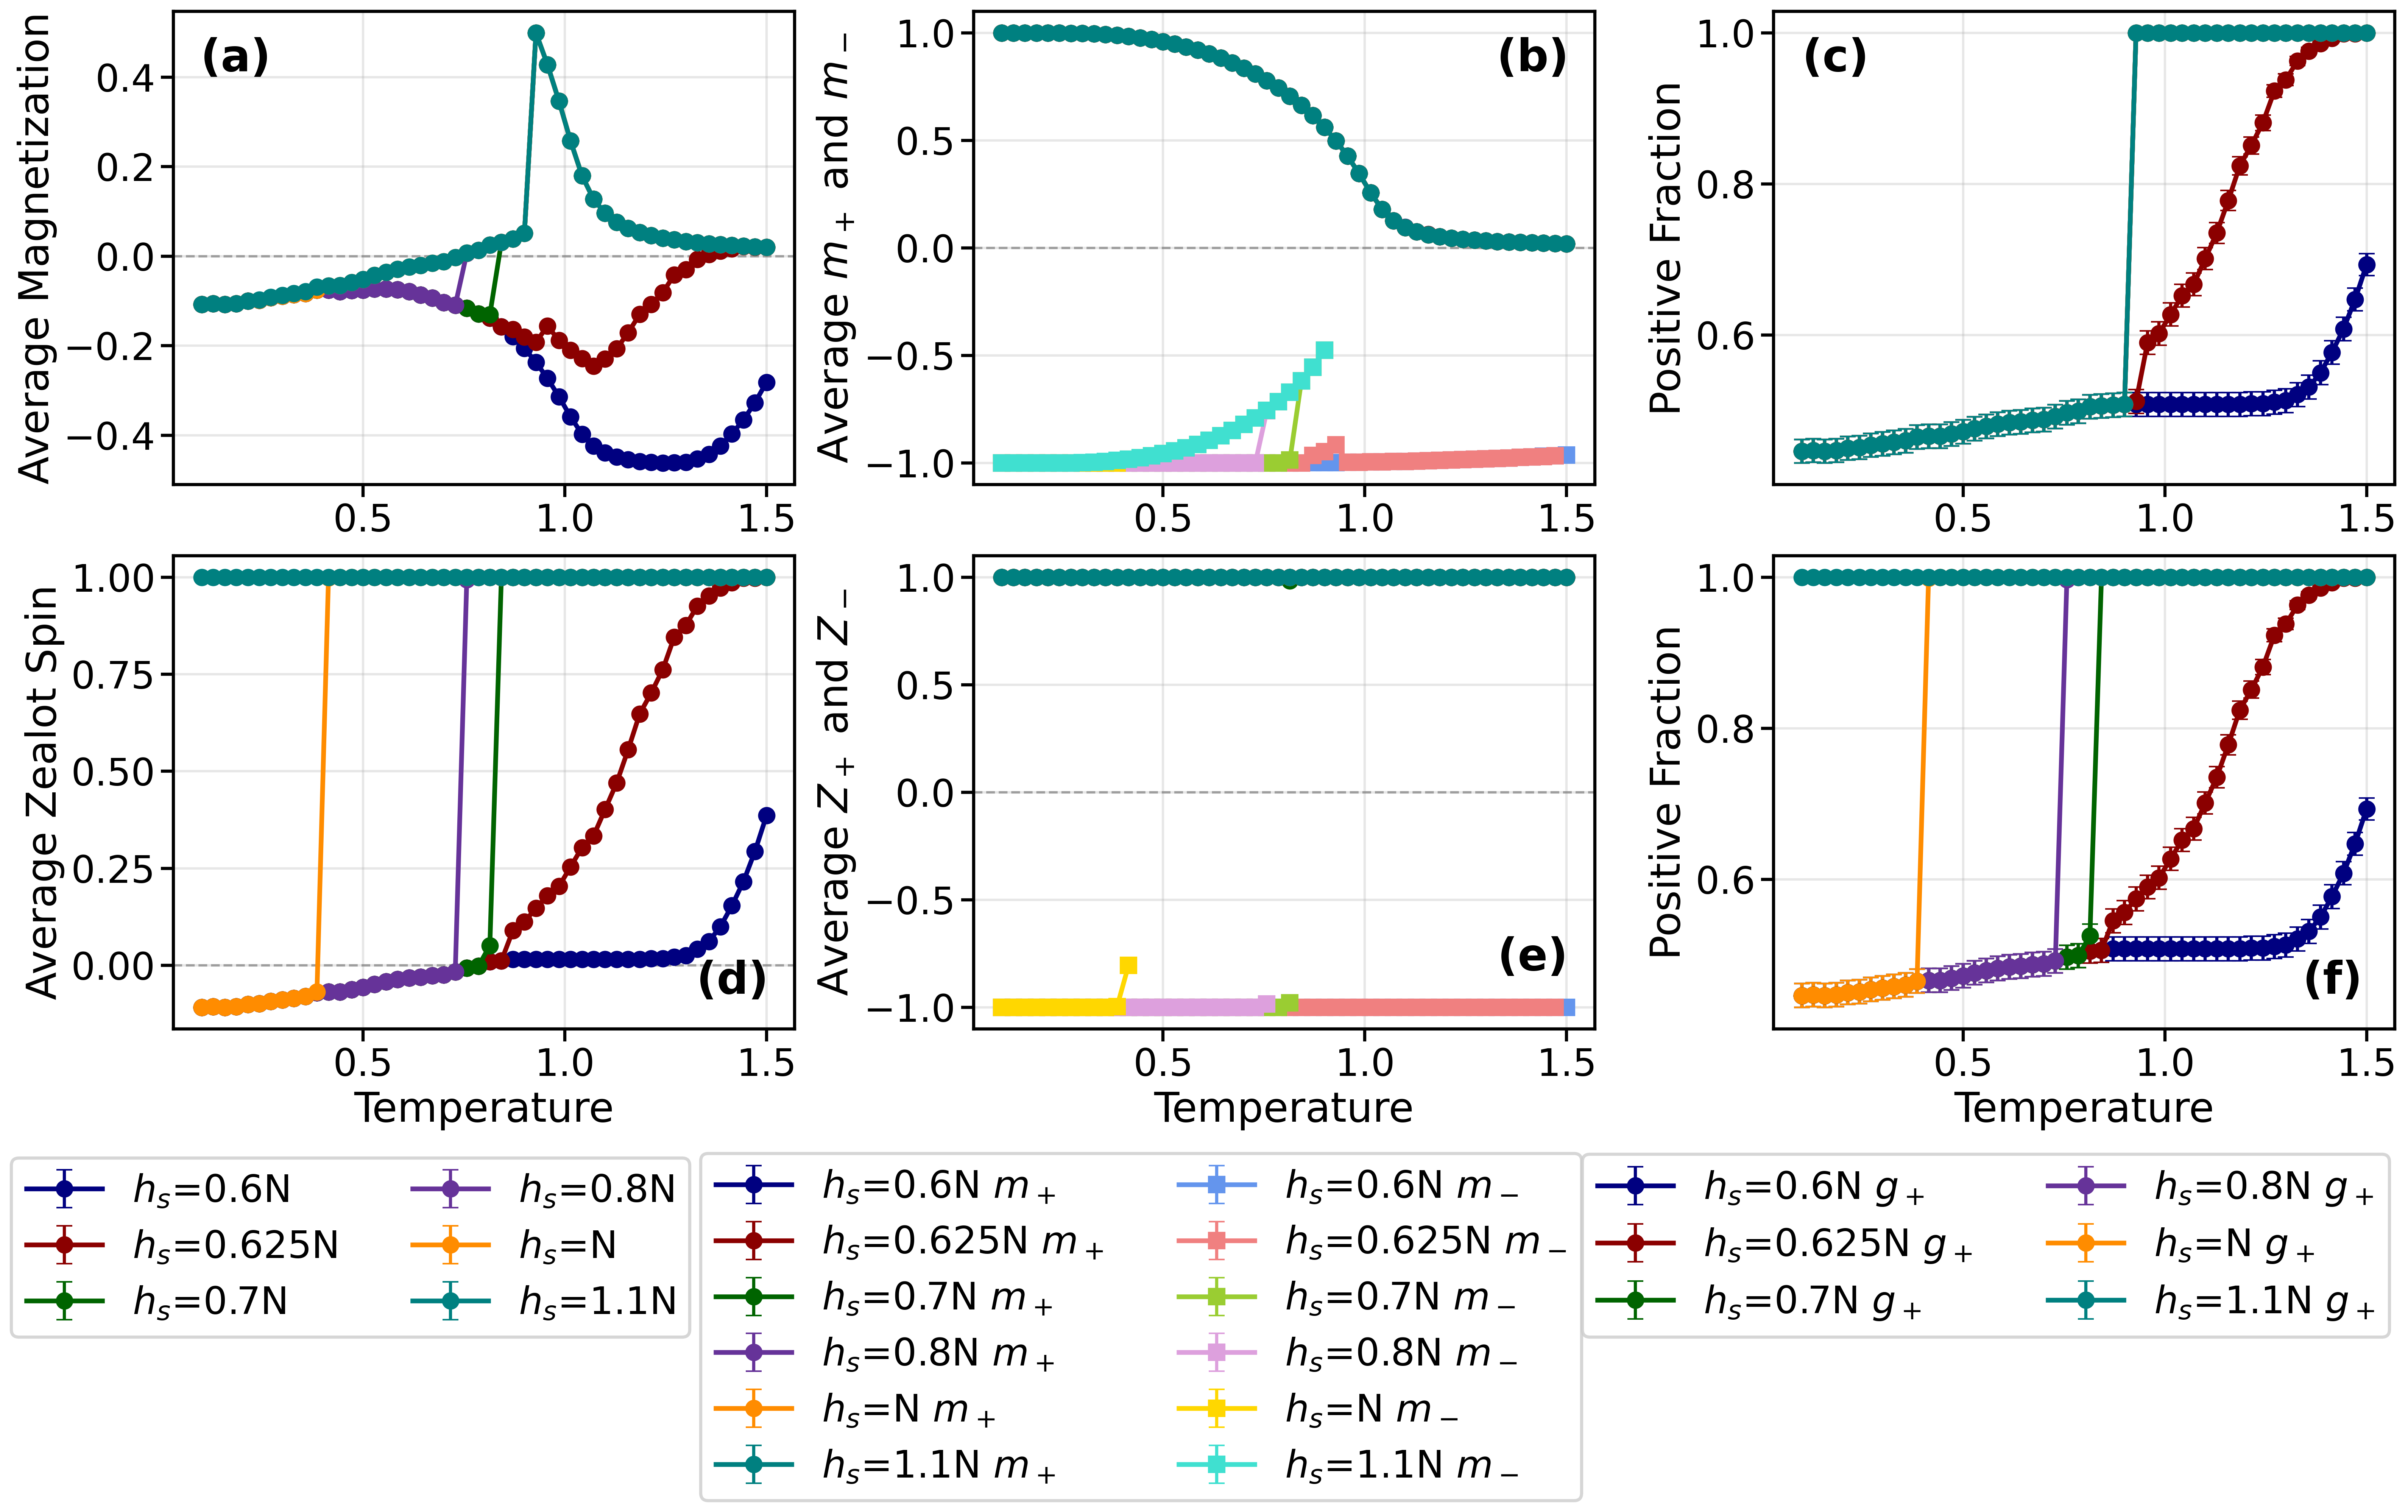 (a)
Average Magnetization
0.4
0.2
0.0
−0.2
−0.4
0.5
1.0
1.5
(b)
Average m₊ and m₋
1.0
0.5
0.0
−0.5
−1.0
0.5
1.0
1.5
(c)
Positive Fraction
1.0
0.8
0.6
0.5
1.0
1.5
(d)
Average Zealot Spin
1.00
0.75
0.50
0.25
0.00
0.5
1.0
1.5
Temperature
(e)
Average Z₊ and Z₋
1.0
0.5
0.0
−0.5
−1.0
0.5
1.0
1.5
Temperature
(f)
Positive Fraction
1.0
0.8
0.6
0.5
1.0
1.5
Temperature
hₛ=0.6N
hₛ=0.625N
hₛ=0.7N
hₛ=0.8N
hₛ=N
hₛ=1.1N
hₛ=0.6N m₊
hₛ=0.625N m₊
hₛ=0.7N m₊
hₛ=0.8N m₊
hₛ=N m₊
hₛ=1.1N m₊
hₛ=0.6N m₋
hₛ=0.625N m₋
hₛ=0.7N m₋
hₛ=0.8N m₋
hₛ=N m₋
hₛ=1.1N m₋
hₛ=0.6N g₊
hₛ=0.625N g₊
hₛ=0.7N g₊
hₛ=0.8N g₊
hₛ=N g₊
hₛ=1.1N g₊